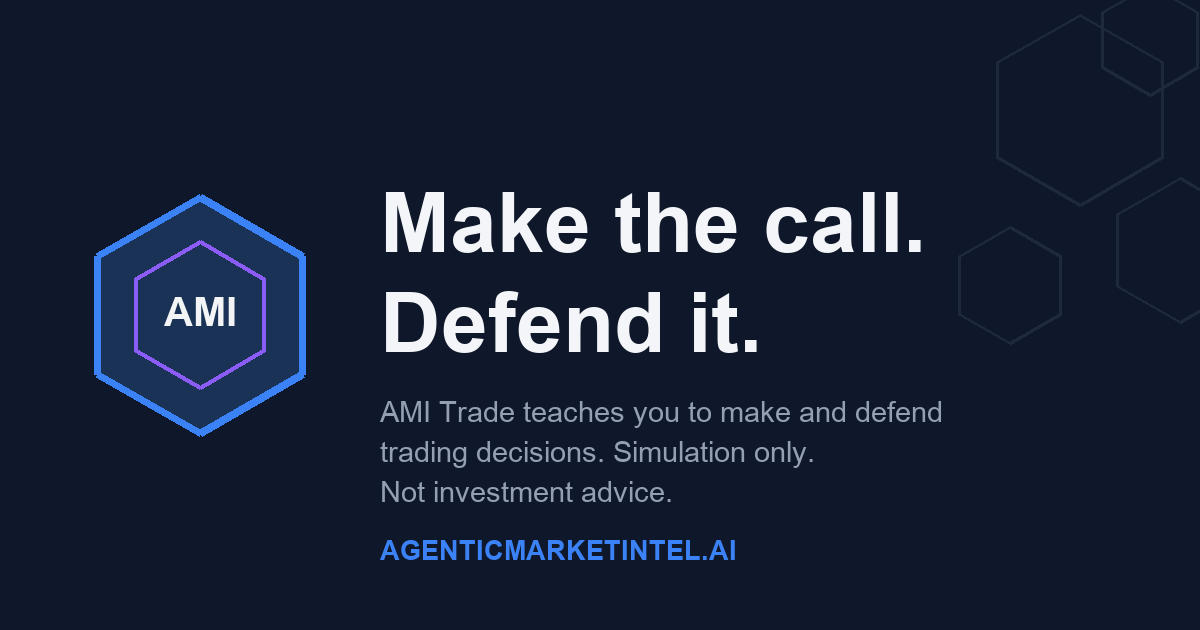 AMI
Make the call.
Defend it.
AMI Trade teaches you to make and defend
trading decisions. Simulation only.
Not investment advice.
AGENTICMARKETINTEL.AI